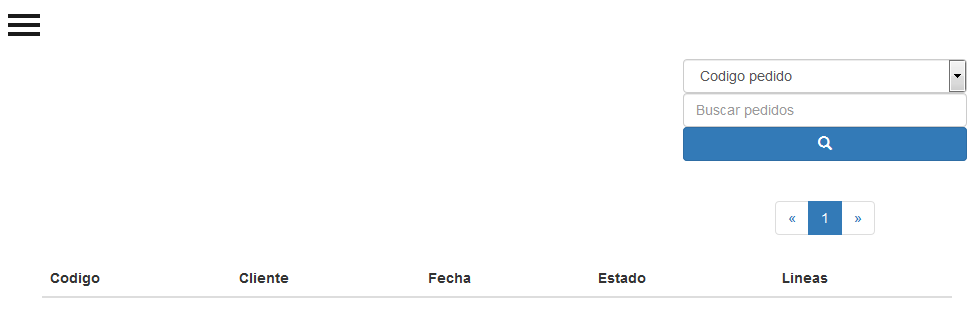 Codigo pedido
Buscar pedidos
« 1 »
Codigo Cliente Fecha Estado Lineas